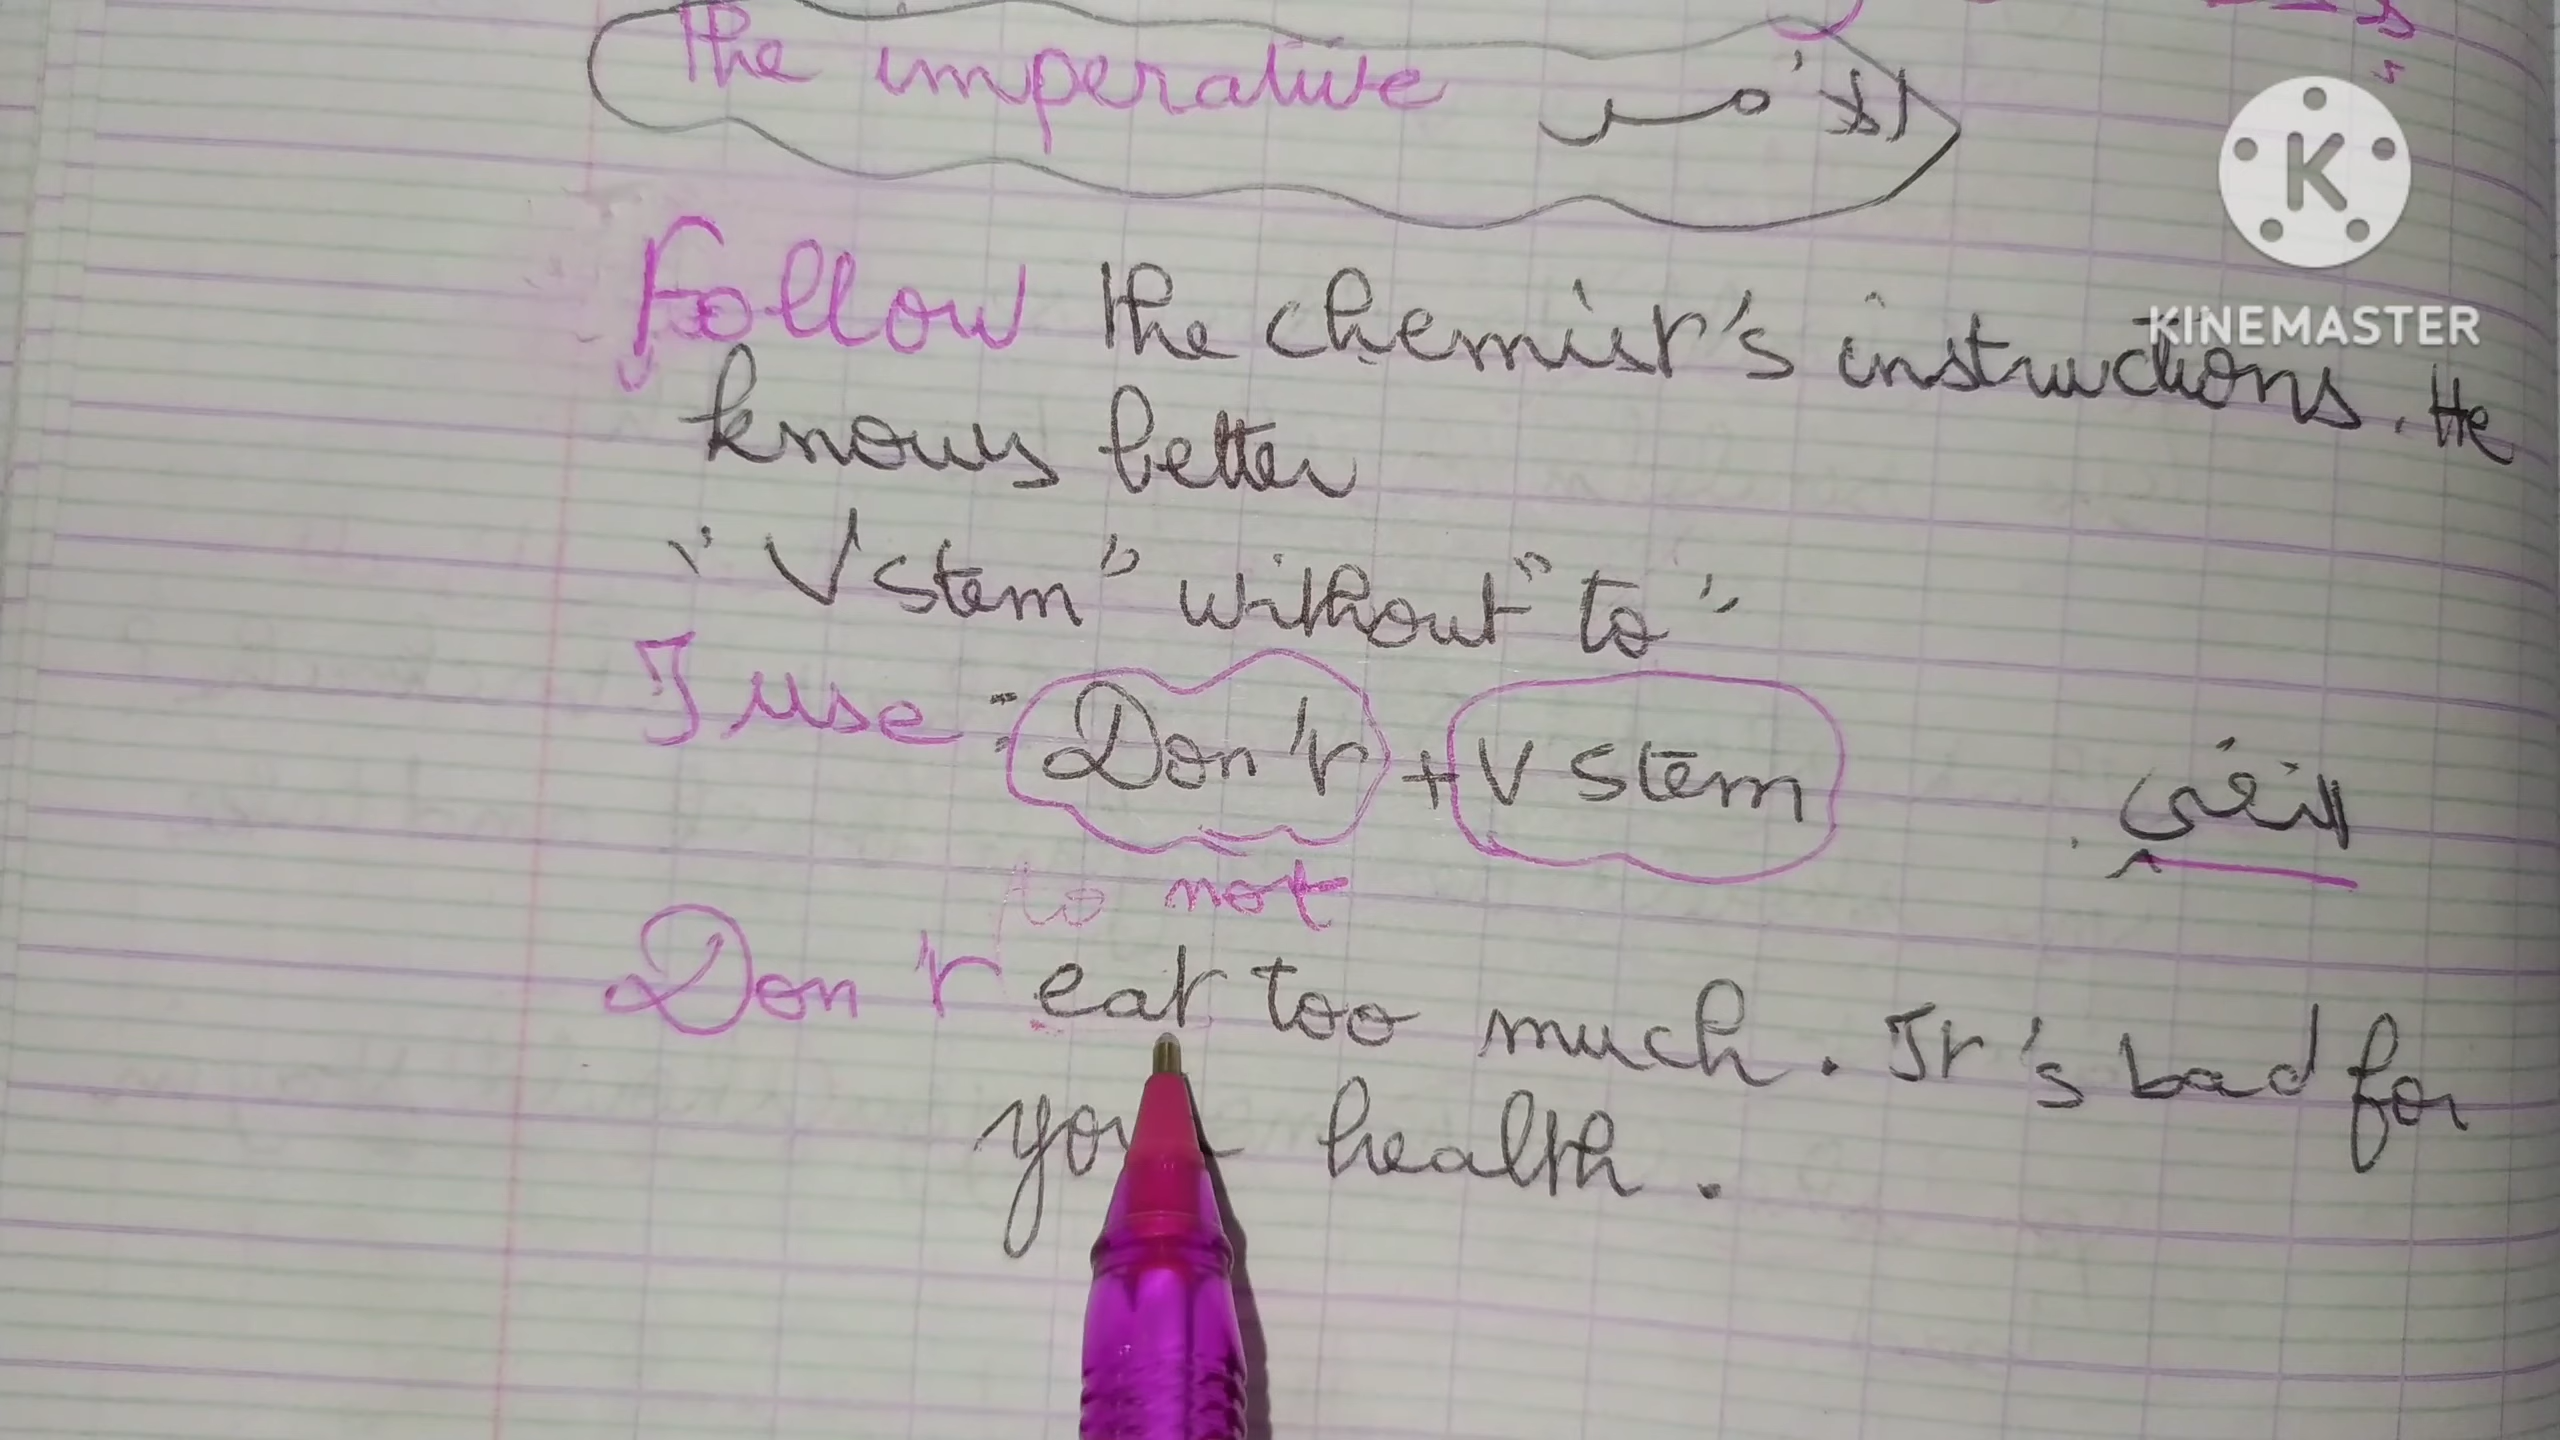 the imperative الأمر
Follow the chemist's instructions. He
knows better
"V stem" without "to"
I use: Don't + V stem النفي
to not
Don't eat too much. It's bad for
your health.
K
KINEMASTER